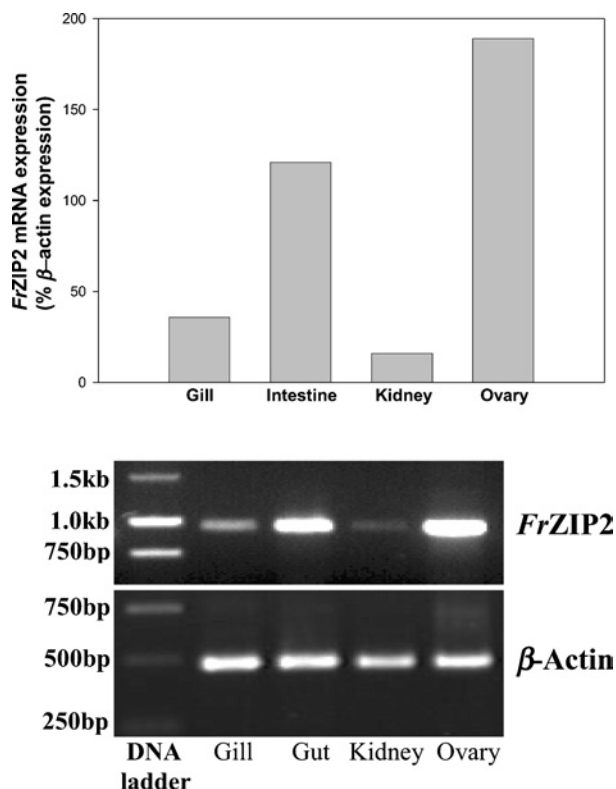 200
150
100
50
0
FrZIP2 mRNA expression
(% β–actin expression)
Gill Intestine Kidney Ovary
1.5kb
1.0kb
750bp
FrZIP2
750bp
500bp
250bp
β-Actin
DNA
ladder
Gill Gut Kidney Ovary